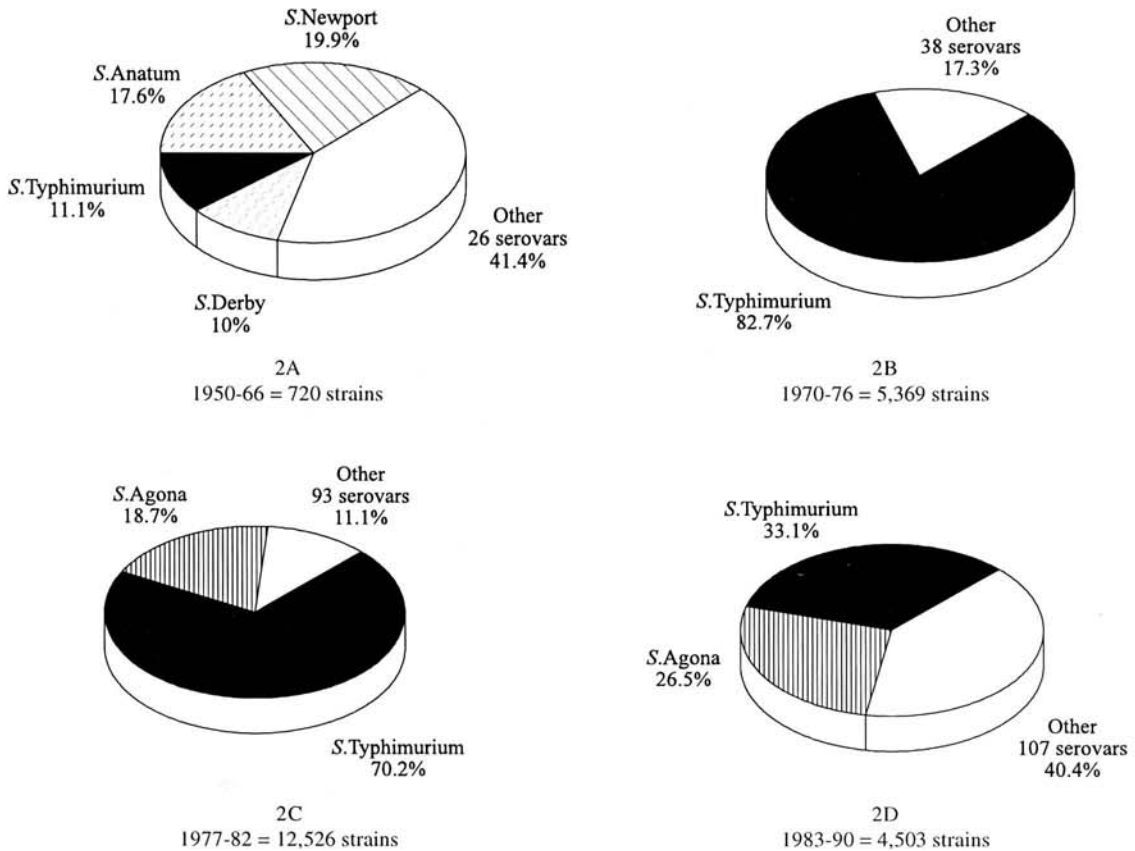 S.Newport
19.9%
S.Anatum
17.6%
S.Typhimurium
11.1%
S.Derby
10%
Other
26 serovars
41.4%
2A
1950-66 = 720 strains
Other
38 serovars
17.3%
S.Typhimurium
82.7%
2B
1970-76 = 5,369 strains
S.Agona
18.7%
Other
93 serovars
11.1%
S.Typhimurium
70.2%
2C
1977-82 = 12,526 strains
S.Typhimurium
33.1%
S.Agona
26.5%
Other
107 serovars
40.4%
2D
1983-90 = 4,503 strains